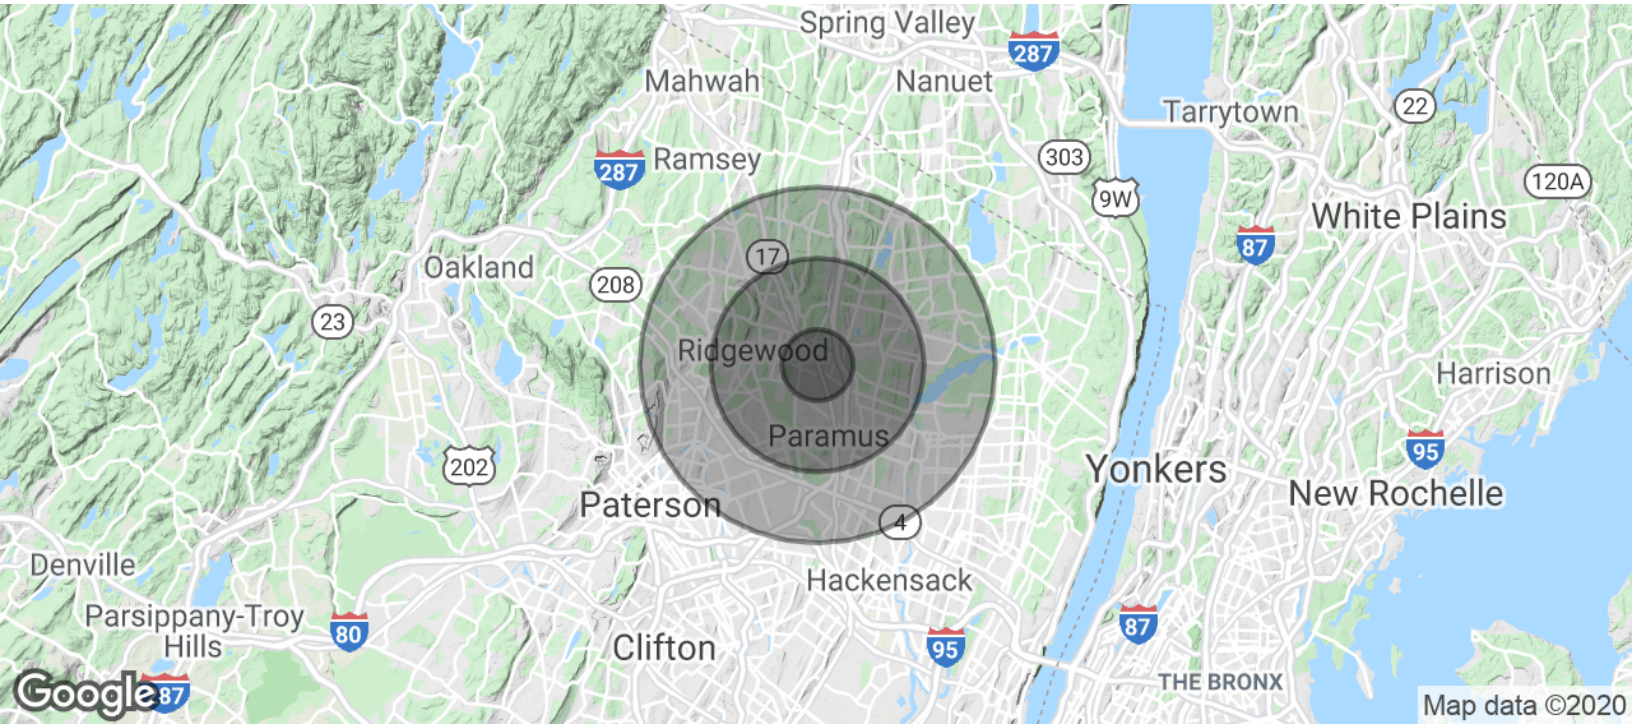 Spring Valley
287
Mahwah
Nanuet
Tarrytown
22
303
Ramsey
287
9W
120A
White Plains
87
17
Oakland
208
23
Ridgewood
Harrison
Paramus
95
202
Yonkers
New Rochelle
Paterson
4
Denville
Hackensack
Parsippany-Troy
Hills
80
87
Clifton
95
THE BRONX
Google
87
Map data ©2020